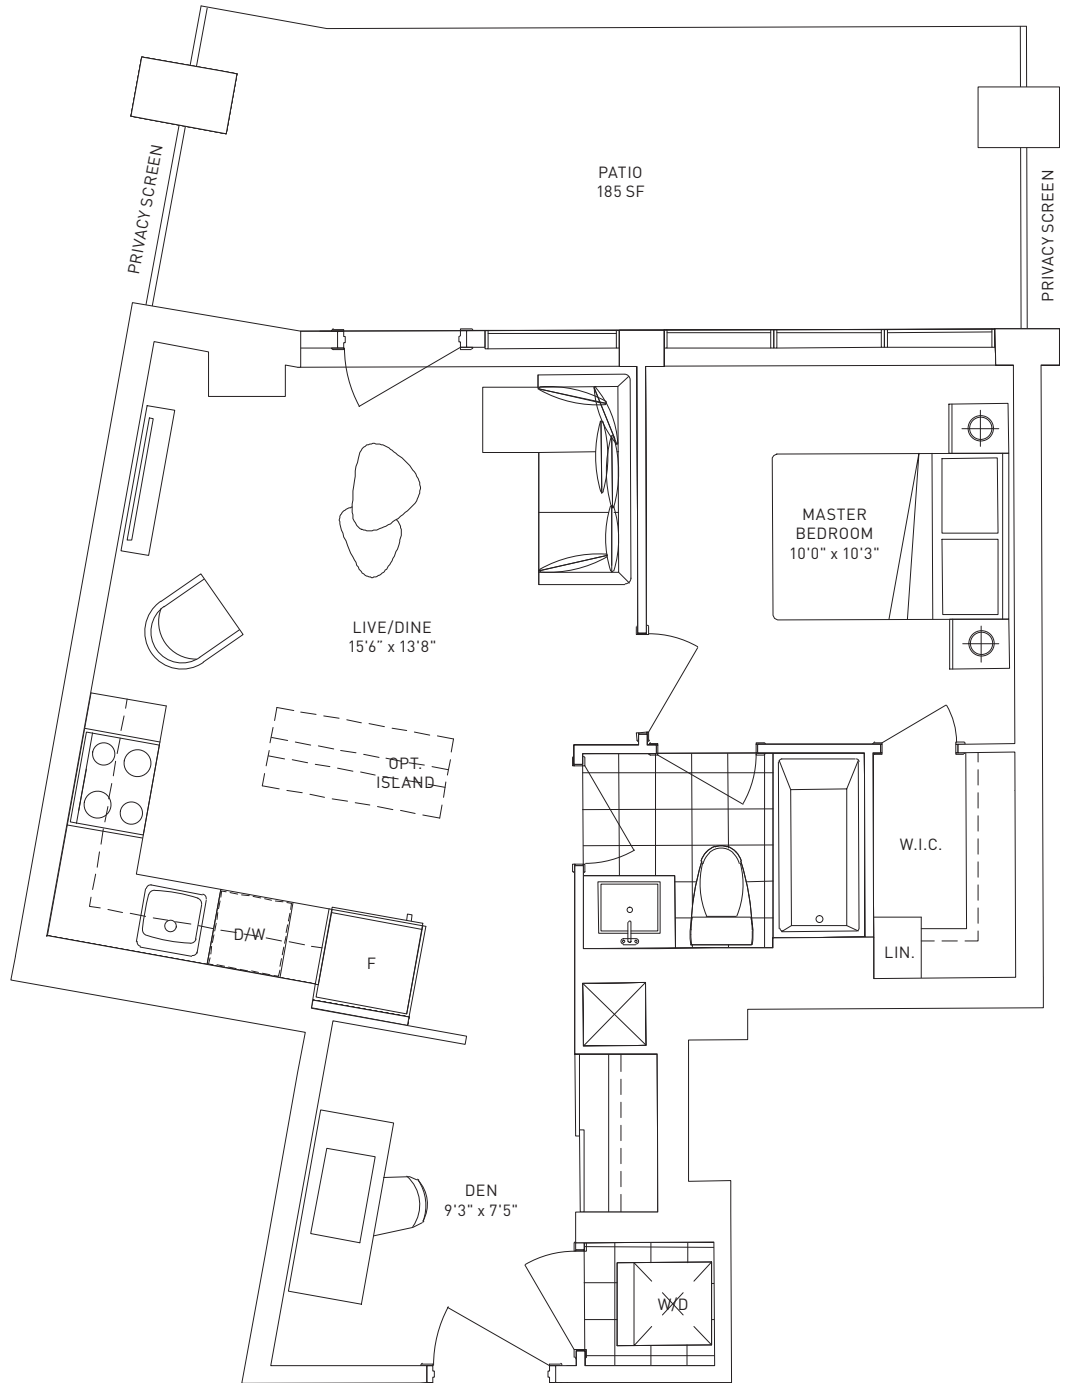 PATIO
185 SF
PRIVACY SCREEN
PRIVACY SCREEN
MASTER
BEDROOM
10'0" x 10'3"
LIVE/DINE
15'6" x 13'8"
OPT.
ISLAND
W.I.C.
D/W
F
LIN.
DEN
9'3" x 7'5"
W/D